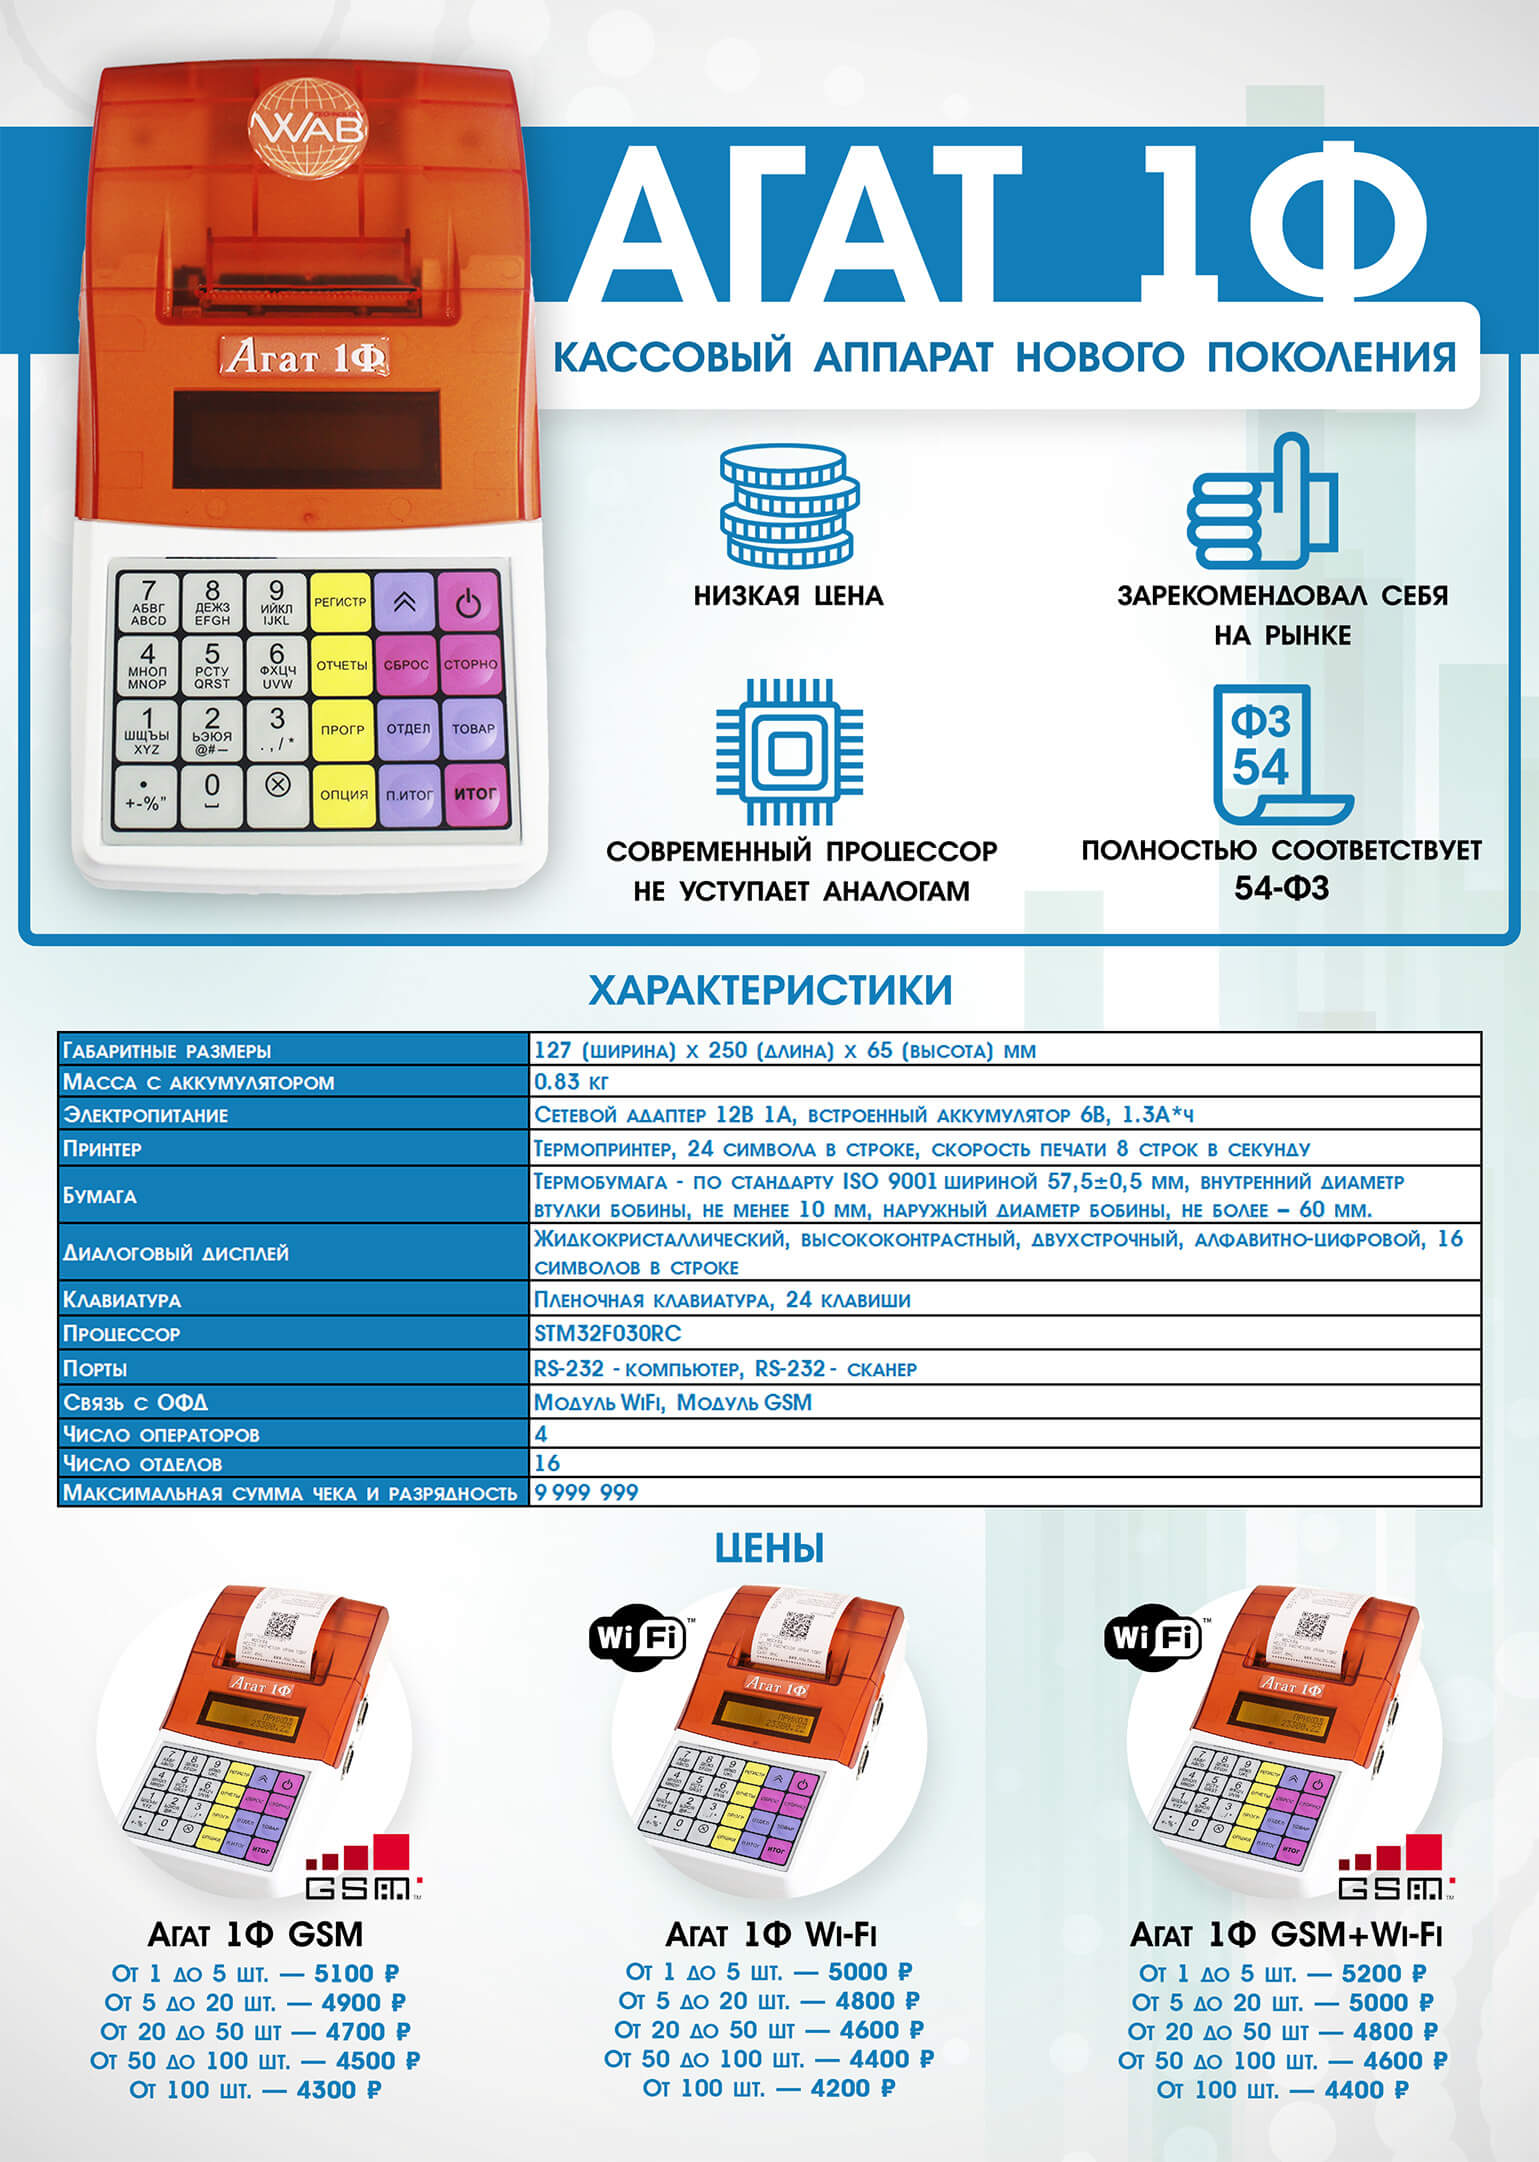 TECHNOLOGY
WAB
АГАТ 1Ф
КАССОВЫЙ АППАРАТ НОВОГО ПОКОЛЕНИЯ
Агат 1Ф
НИЗКАЯ ЦЕНА
ЗАРЕКОМЕНДОВАЛ СЕБЯ
НА РЫНКЕ
ФЗ
54
СОВРЕМЕННЫЙ ПРОЦЕССОР
НЕ УСТУПАЕТ АНАЛОГАМ
ПОЛНОСТЬЮ СООТВЕТСТВУЕТ
54-ФЗ
7 8 9
АБВГ ДЕЖЗ ИЙКЛ РЕГИСТР
ABCD EFGH IJKL
4 5 6
МНОП РСТУ ФХЦЧ ОТЧЕТЫ СБРОС СТОРНО
MNOP QRST UVW
1 2 3
ШЩЪЫ ЬЭЮЯ . , / * ПРОГР ОТДЕЛ ТОВАР
XYZ @#—
• 0 ОПЦИЯ П.ИТОГ ИТОГ
+-%"
ХАРАКТЕРИСТИКИ
Габаритные размеры 127 (ширина) х 250 (длина) х 65 (высота) мм
Масса с аккумулятором 0.83 кг
Электропитание Сетевой адаптер 12В 1А, встроенный аккумулятор 6В, 1.3А*ч
Принтер Термопринтер, 24 символа в строке, скорость печати 8 строк в секунду
Бумага Термобумага - по стандарту ISO 9001 шириной 57,5±0,5 мм, внутренний диаметр
втулки бобины, не менее 10 мм, наружный диаметр бобины, не более – 60 мм.
Диалоговый дисплей Жидкокристаллический, высококонтрастный, двухстрочный, алфавитно-цифровой, 16
символов в строке
Клавиатура Пленочная клавиатура, 24 клавиши
Процессор STM32F030RC
Порты RS-232 - компьютер, RS-232 - сканер
Связь с ОФД Модуль WiFi, Модуль GSM
Число операторов 4
Число отделов 16
Максимальная сумма чека и разрядность 9 999 999
ЦЕНЫ
Агат 1Ф
GSM™
Агат 1Ф GSM
От 1 до 5 шт. — 5100 ₽
От 5 до 20 шт. — 4900 ₽
От 20 до 50 шт — 4700 ₽
От 50 до 100 шт. — 4500 ₽
От 100 шт. — 4300 ₽
Wi Fi™
Агат 1Ф
Агат 1Ф Wi-Fi
От 1 до 5 шт. — 5000 ₽
От 5 до 20 шт. — 4800 ₽
От 20 до 50 шт — 4600 ₽
От 50 до 100 шт. — 4400 ₽
От 100 шт. — 4200 ₽
Wi Fi™
Агат 1Ф
GSM™
Агат 1Ф GSM+Wi-Fi
От 1 до 5 шт. — 5200 ₽
От 5 до 20 шт. — 5000 ₽
От 20 до 50 шт — 4800 ₽
От 50 до 100 шт. — 4600 ₽
От 100 шт. — 4400 ₽